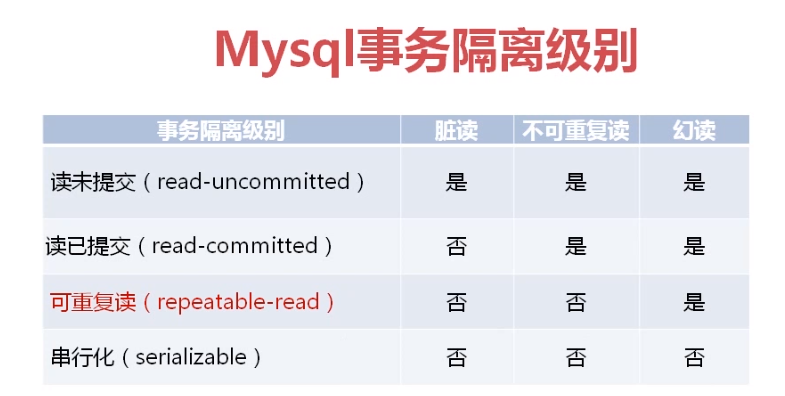 Mysql事务隔离级别
事务隔离级别 脏读 不可重复读 幻读
读未提交（read-uncommitted） 是 是 是
读已提交（read-committed） 否 是 是
可重复读（repeatable-read） 否 否 是
串行化（serializable） 否 否 否